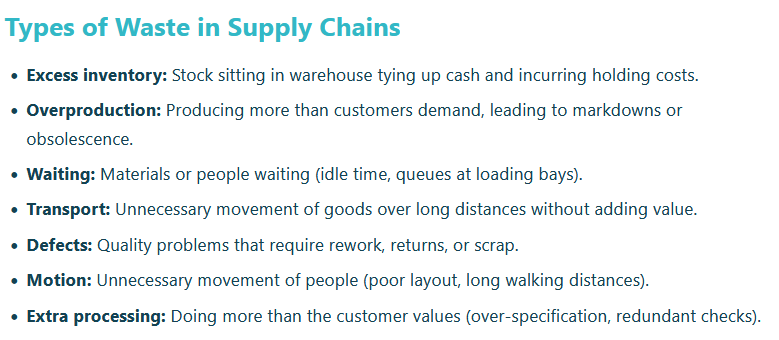 Types of Waste in Supply Chains
• Excess inventory: Stock sitting in warehouse tying up cash and incurring holding costs.
• Overproduction: Producing more than customers demand, leading to markdowns or
obsolescence.
• Waiting: Materials or people waiting (idle time, queues at loading bays).
• Transport: Unnecessary movement of goods over long distances without adding value.
• Defects: Quality problems that require rework, returns, or scrap.
• Motion: Unnecessary movement of people (poor layout, long walking distances).
• Extra processing: Doing more than the customer values (over-specification, redundant checks).